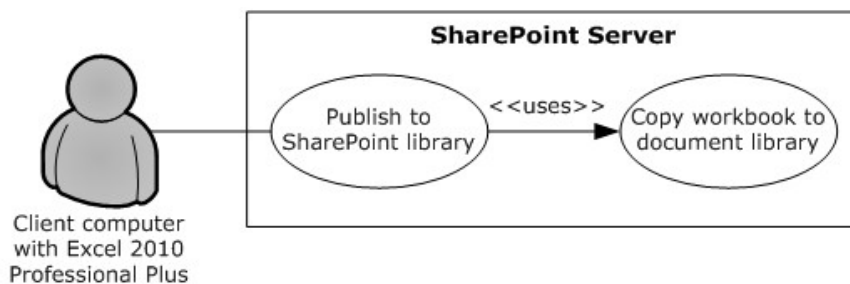 SharePoint Server
Publish to
SharePoint library
<<uses>>
Copy workbook to
document library
Client computer
with Excel 2010
Professional Plus